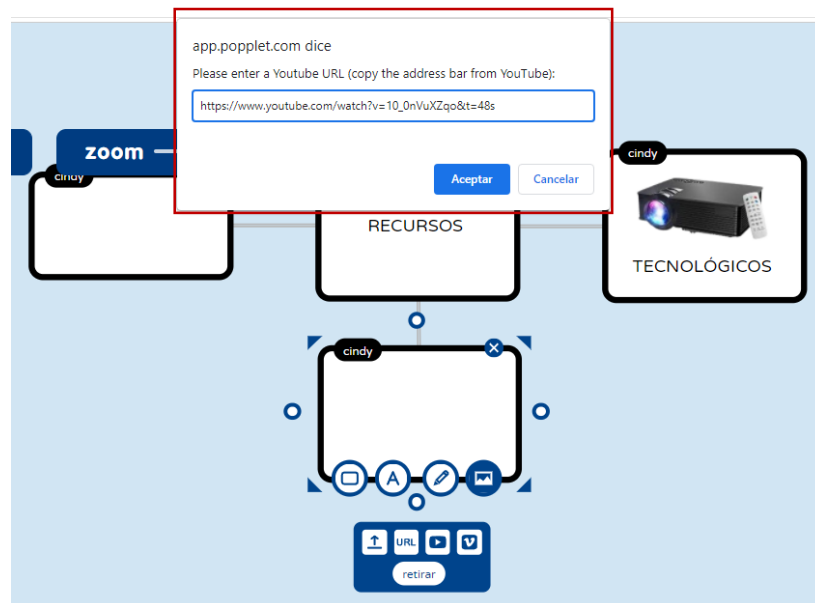 app.popplet.com dice
Please enter a Youtube URL (copy the address bar from YouTube):
https://www.youtube.com/watch?v=10_0nVuXZqo&t=48s
Aceptar
Cancelar
zoom
cindy
cindy
RECURSOS
TECNOLÓGICOS
cindy
A
URL
retirar